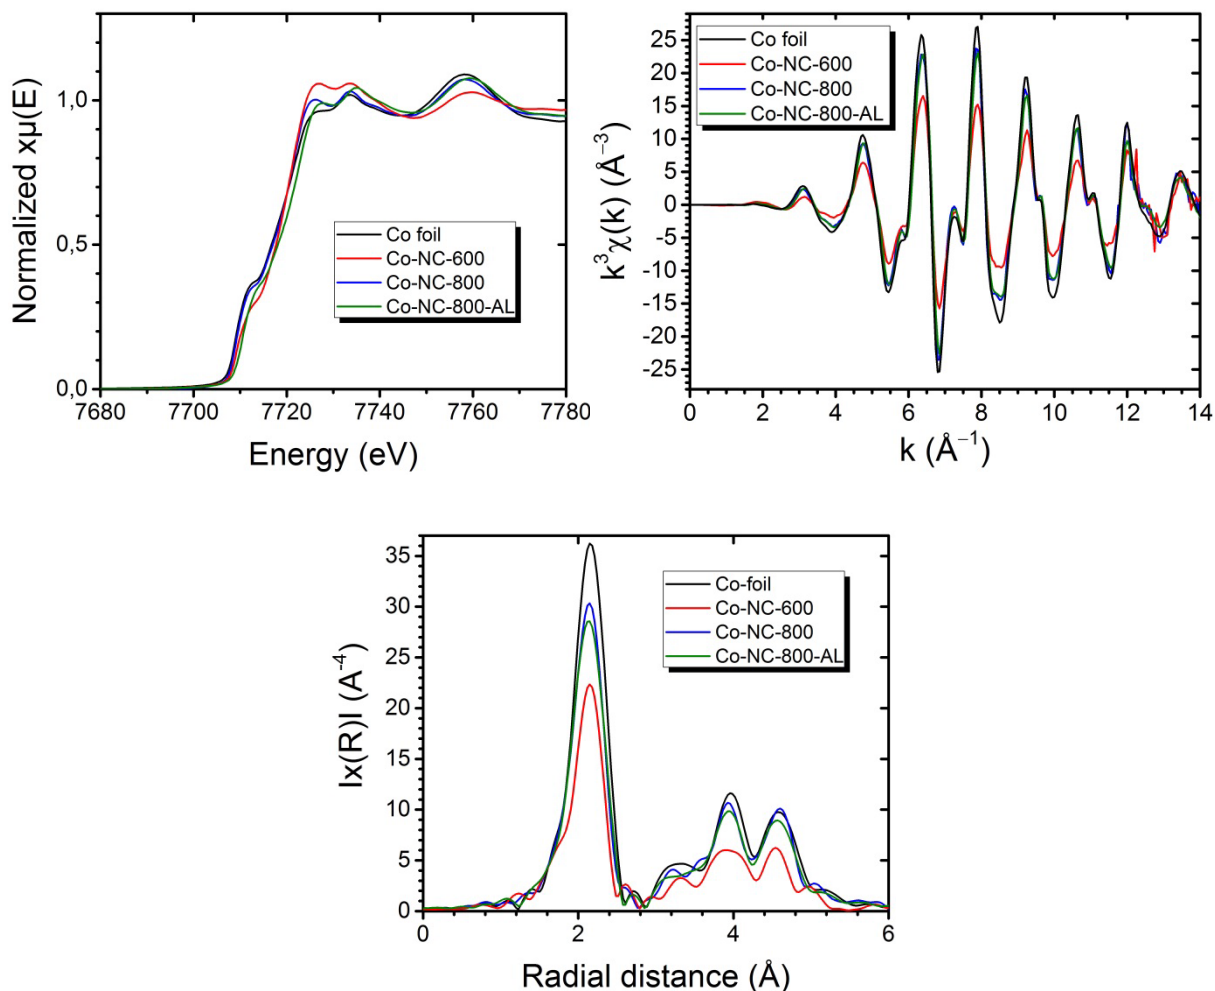 Normalized xμ(E)
1,0
0,5
0,0
Co foil
Co-NC-600
Co-NC-800
Co-NC-800-AL
7680 7700 7720 7740 7760 7780
Energy (eV)
k³χ(k) (Å⁻³)
25
20
15
10
5
0
-5
-10
-15
-20
-25
Co foil
Co-NC-600
Co-NC-800
Co-NC-800-AL
0 2 4 6 8 10 12 14
k (Å⁻¹)
Ix(R)I (A⁻⁴)
35
30
25
20
15
10
5
0
Co-foil
Co-NC-600
Co-NC-800
Co-NC-800-AL
0 2 4 6
Radial distance (Å)